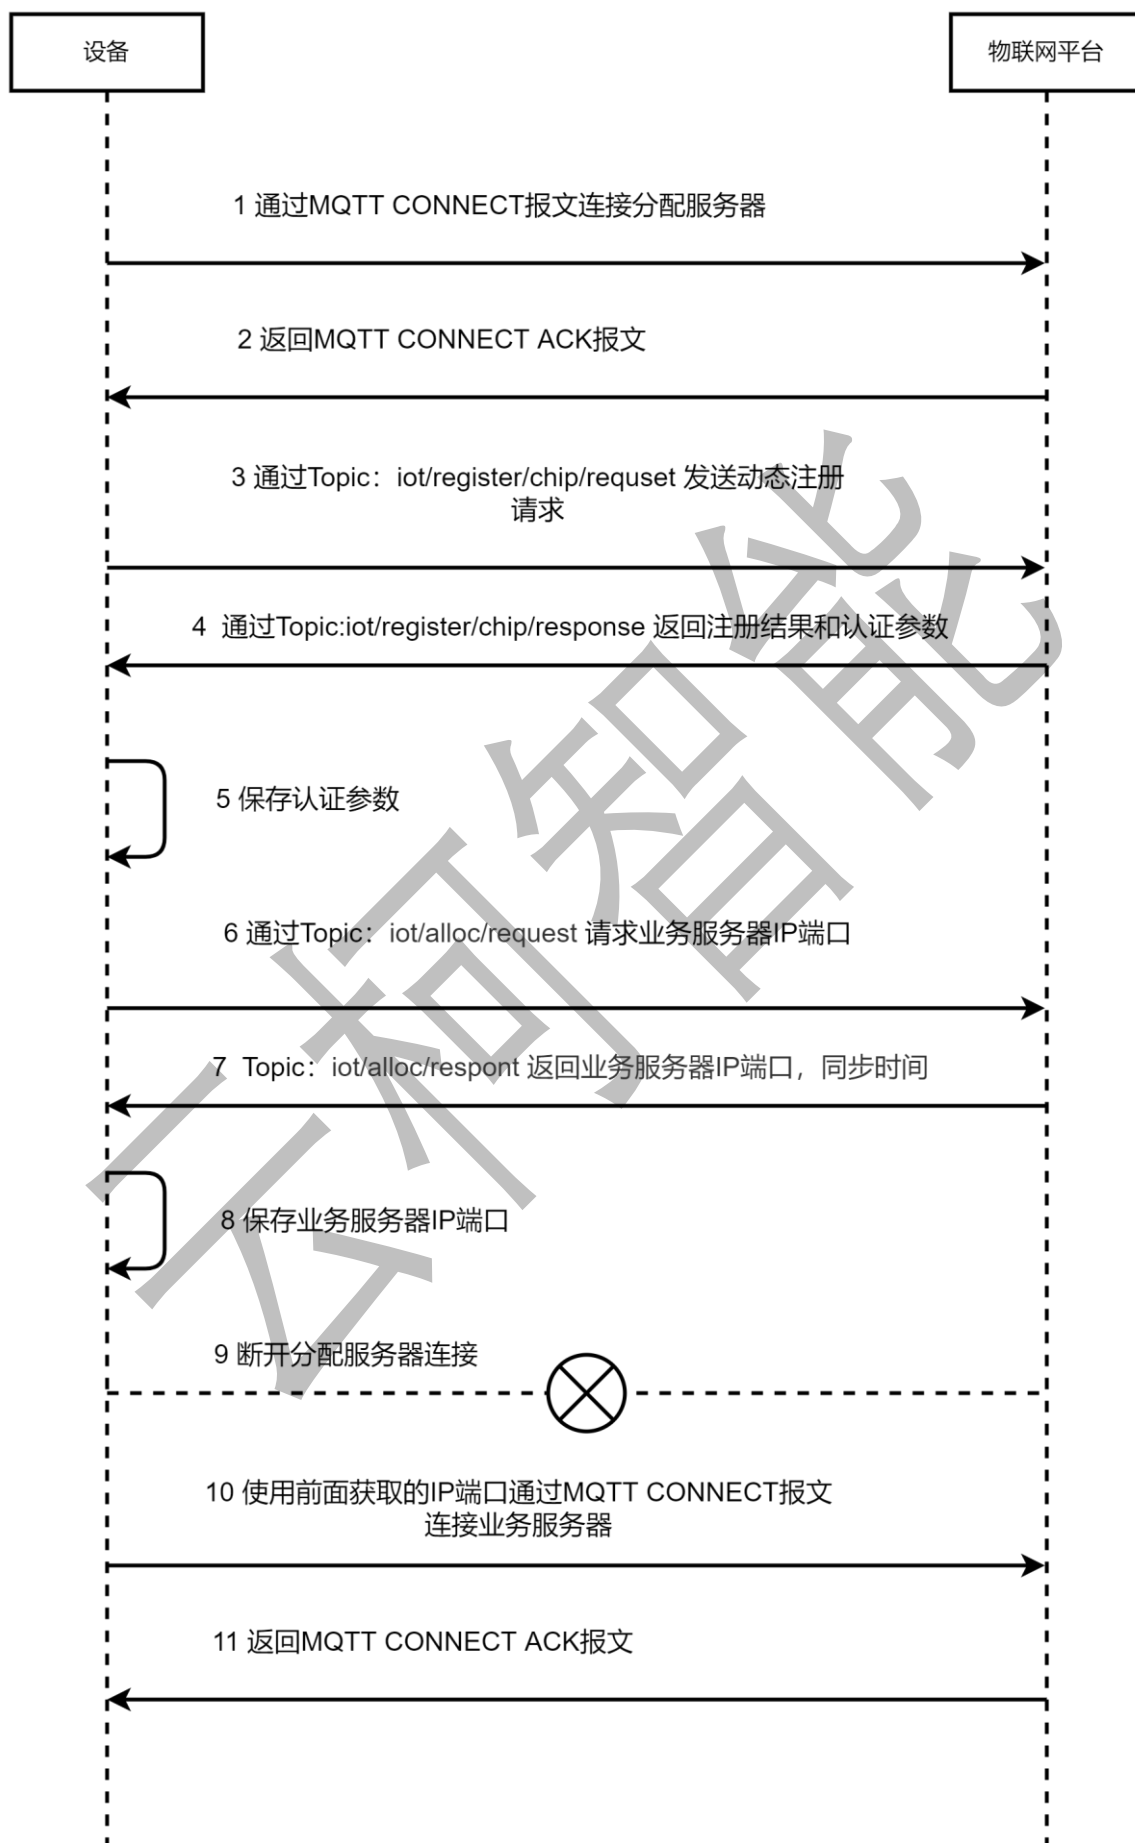 设备
物联网平台
1 通过MQTT CONNECT报文连接分配服务器
2 返回MQTT CONNECT ACK报文
3 通过Topic：iot/register/chip/requset 发送动态注册
请求
4  通过Topic:iot/register/chip/response 返回注册结果和认证参数
5 保存认证参数
6 通过Topic：iot/alloc/request 请求业务服务器IP端口
7  Topic：iot/alloc/respont 返回业务服务器IP端口，同步时间
8 保存业务服务器IP端口
9 断开分配服务器连接
10 使用前面获取的IP端口通过MQTT CONNECT报文
连接业务服务器
11 返回MQTT CONNECT ACK报文
云柯智能